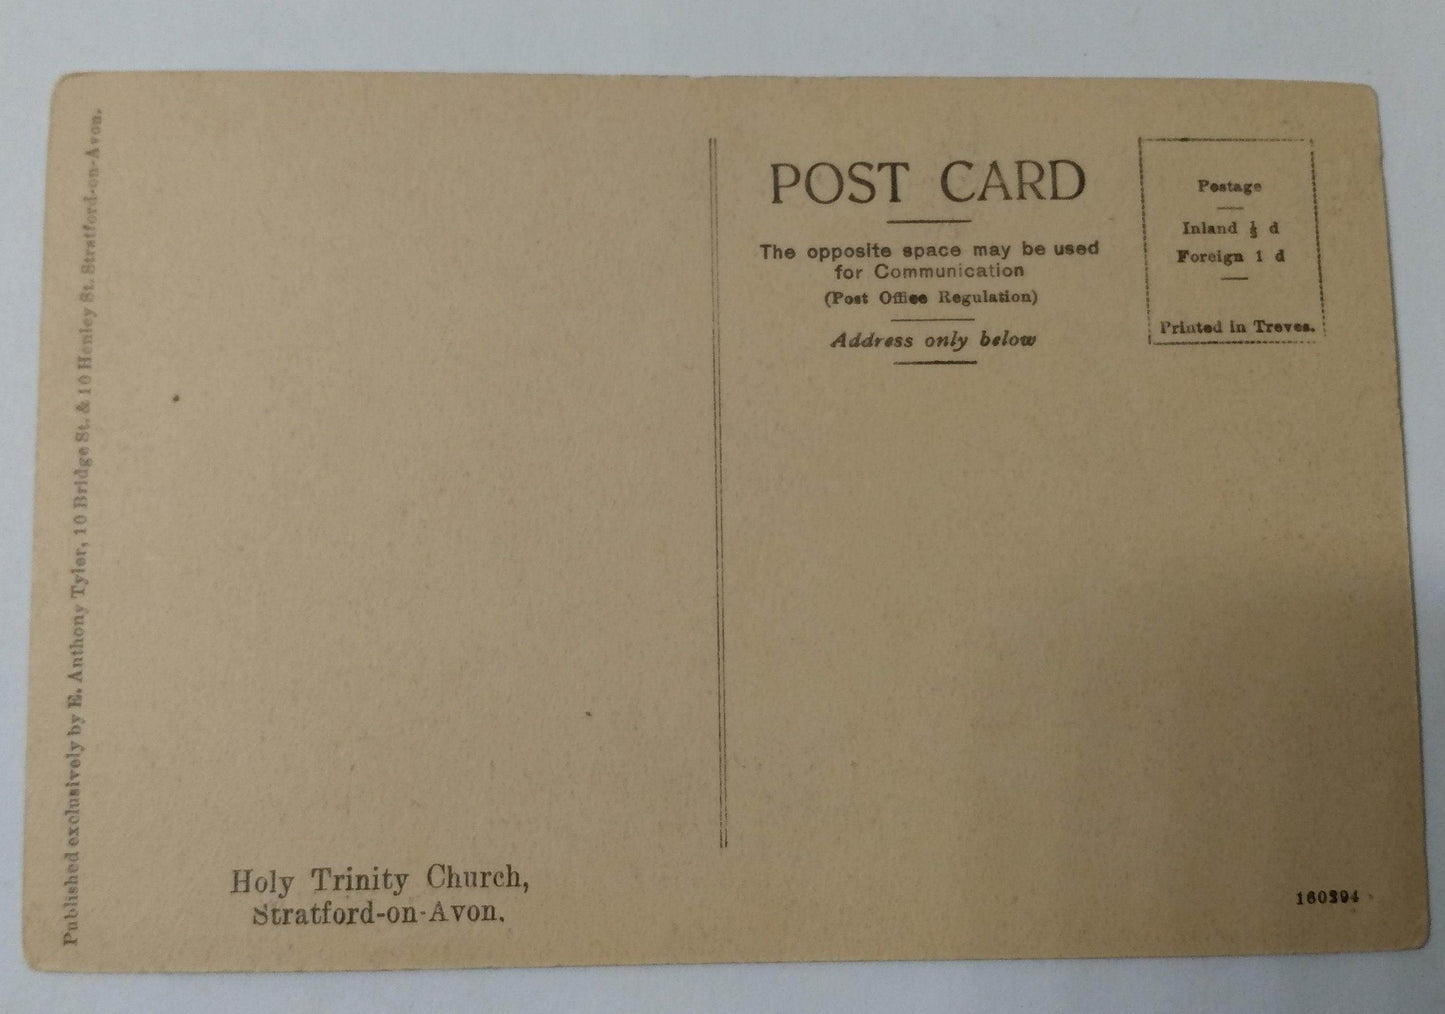 Published exclusively by E. Anthony Tyler, 10 Bridge St. & 10 Henley St. Stratford-on-Avon.
POST CARD
The opposite space may be used
for Communication
(Post Office Regulation)
Address only below
Postage
Inland ½ d
Foreign 1 d
Printed in Treves.
Holy Trinity Church,
Stratford-on-Avon.
160394